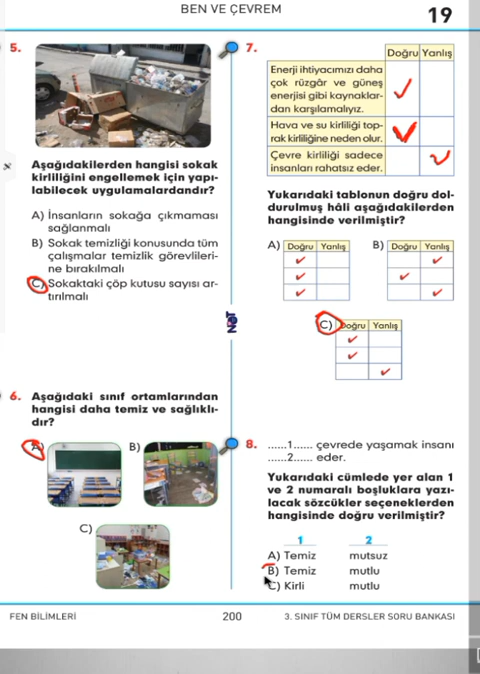 BEN VE ÇEVREM
19
5.
Aşağıdakilerden hangisi sokak
kirliliğini engellemek için yapı-
labilecek uygulamalardandır?
A) İnsanların sokağa çıkmaması
sağlanmalı
B) Sokak temizliği konusunda tüm
çalışmalar temizlik görevlileri-
ne bırakılmalı
C) Sokaktaki çöp kutusu sayısı ar-
tırılmalı
6. Aşağıdaki sınıf ortamlarından
hangisi daha temiz ve sağlıklı-
dır?
A)
B)
C)
7.
Doğru Yanlış
Enerji ihtiyacımızı daha
çok rüzgâr ve güneş
enerjisi gibi kaynaklar-
dan karşılamalıyız.
Hava ve su kirliliği top-
rak kirliliğine neden olur.
Çevre kirliliği sadece
insanları rahatsız eder.
Yukarıdaki tablonun doğru dol-
durulmuş hâli aşağıdakilerden
hangisinde verilmiştir?
A) Doğru Yanlış
B) Doğru Yanlış
C) Doğru Yanlış
8. ......1...... çevrede yaşamak insanı
......2...... eder.
Yukarıdaki cümlede yer alan 1
ve 2 numaralı boşluklara yazı-
lacak sözcükler seçeneklerden
hangisinde doğru verilmiştir?
1 2
A) Temiz mutsuz
B) Temiz mutlu
C) Kirli mutlu
FEN BİLİMLERİ
200
3. SINIF TÜM DERSLER SORU BANKASI